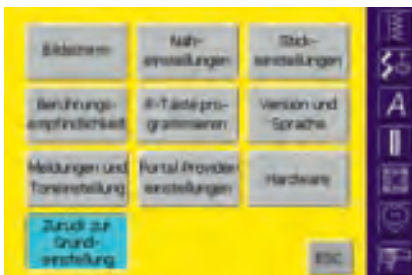 Bildschirm
Näh-
einstellungen
Stick-
einstellungen
Berührungs-
empfindlichkeit
F-Taste pro-
grammieren
Version und
Sprache
Meldungen und
Toneinstellung
Portal Provider
einstellungen
Hardware
Zurück zur
Grund-
einstellung
ESC
A